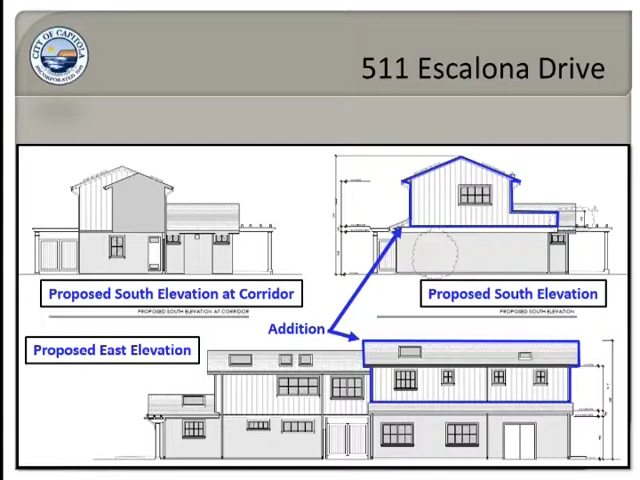 CITY OF CAPITOLA
INCORPORATED 1949
511 Escalona Drive
Proposed South Elevation at Corridor
PROPOSED SOUTH ELEVATION AT CORRIDOR
Proposed South Elevation
PROPOSED SOUTH ELEVATION
Addition
Proposed East Elevation